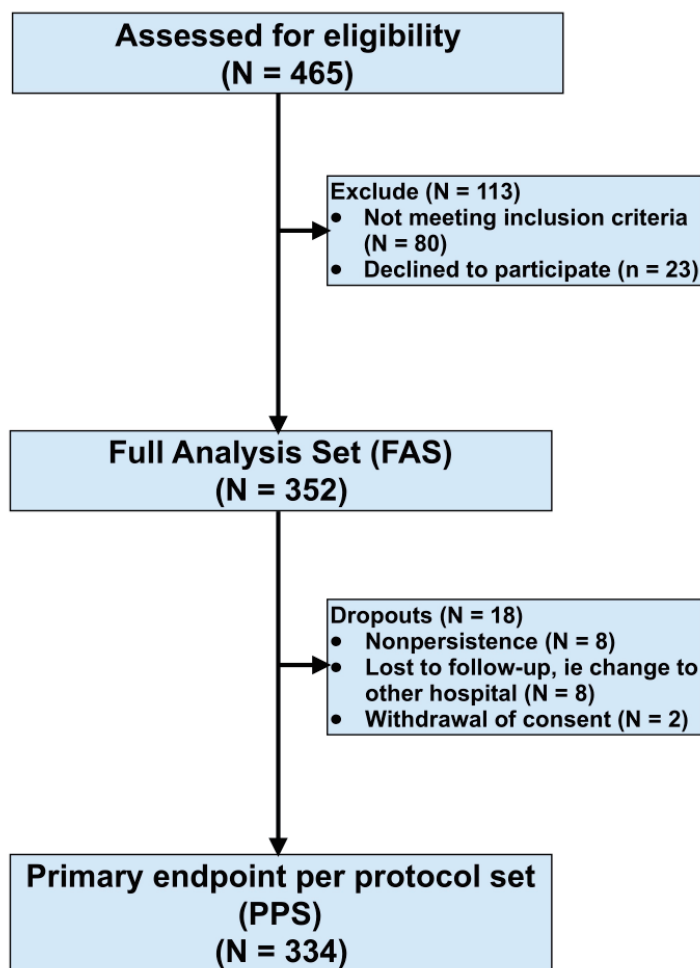 Assessed for eligibility
(N = 465)
Exclude (N = 113)
● Not meeting inclusion criteria
(N = 80)
● Declined to participate (n = 23)
Full Analysis Set (FAS)
(N = 352)
Dropouts (N = 18)
● Nonpersistence (N = 8)
● Lost to follow-up, ie change to
other hospital (N = 8)
● Withdrawal of consent (N = 2)
Primary endpoint per protocol set
(PPS)
(N = 334)